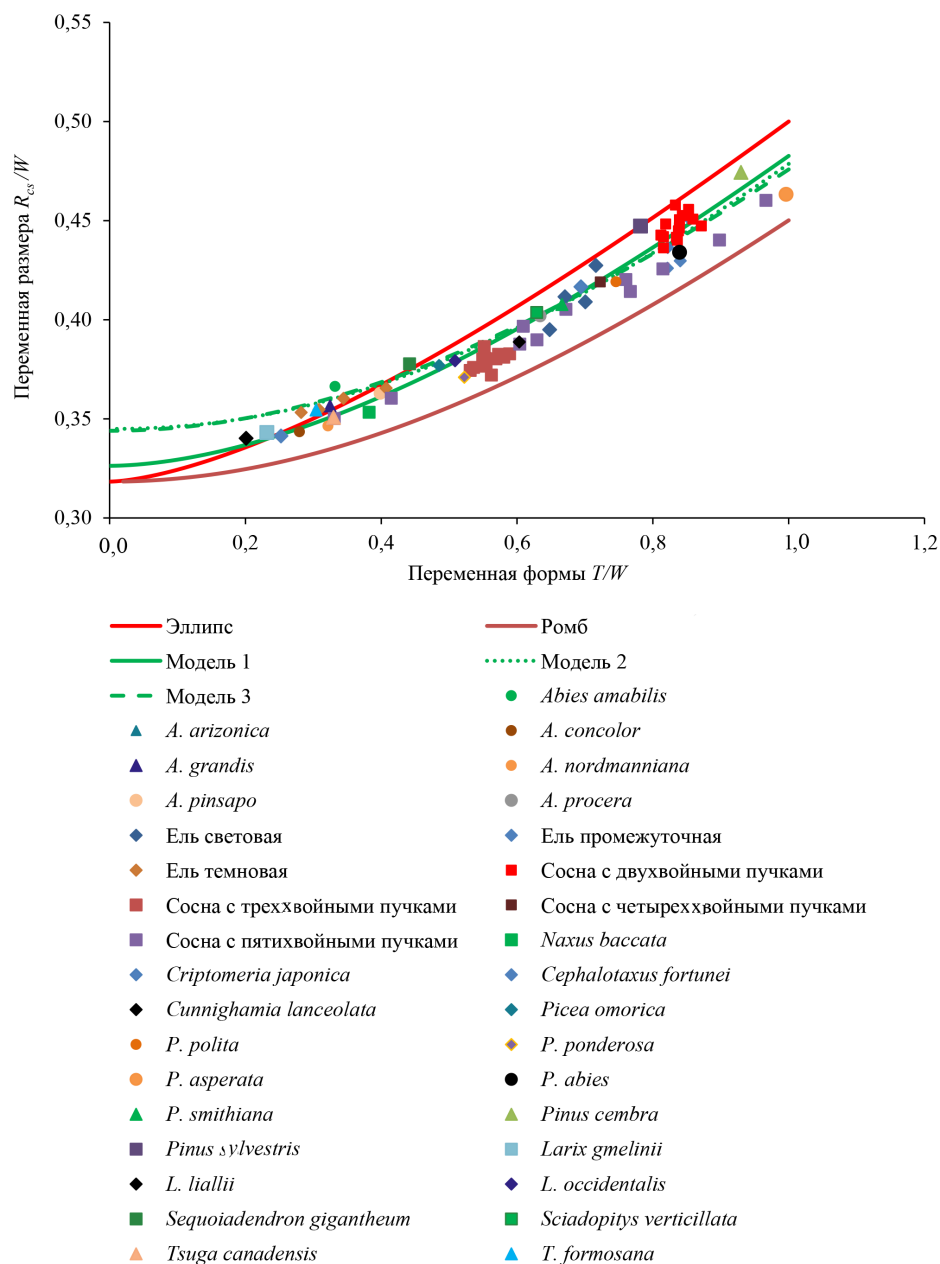 0,55
0,50
0,45
0,40
0,35
0,30
Переменная размера Rcs/W
0,0
0,2
0,4
0,6
0,8
1,0
1,2
Переменная формы T/W
Эллипс
Ромб
Модель 1
Модель 2
Модель 3
Abies amabilis
A. arizonica
A. concolor
A. grandis
A. nordmanniana
A. pinsapo
A. procera
Ель световая
Ель промежуточная
Ель темновая
Сосна с двухвойными пучками
Сосна с треххвойными пучками
Сосна с четыреххвойными пучками
Сосна с пятихвойными пучками
Naxus baccata
Criptomeria japonica
Cephalotaxus fortunei
Cunnighamia lanceolata
Picea omorica
P. polita
P. ponderosa
P. asperata
P. abies
P. smithiana
Pinus cembra
Pinus sylvestris
Larix gmelinii
L. liallii
L. occidentalis
Sequoiadendron gigantheum
Sciadopitys verticillata
Tsuga canadensis
T. formosana